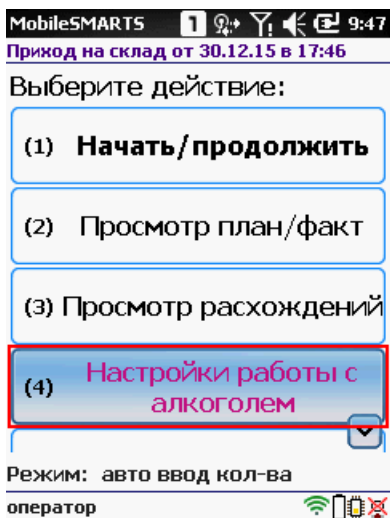 MobileSMARTS 1 9:47
Приход на склад от 30.12.15 в 17:46
Выберите действие:
(1) Начать/продолжить
(2) Просмотр план/факт
(3) Просмотр расхождений
(4) Настройки работы с
алкоголем
Режим: авто ввод кол-ва
оператор